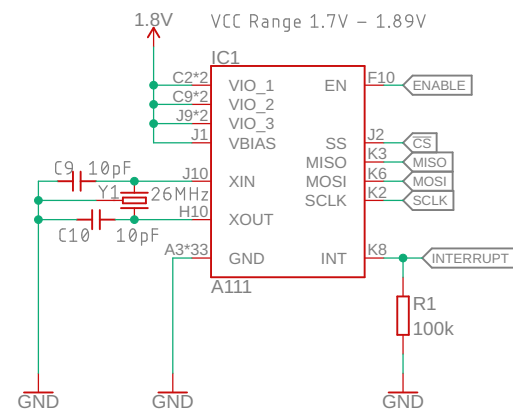 1.8V VCC Range 1.7V – 1.89V
IC1
C2*2 VIO_1 EN F10 ENABLE
C9*2 VIO_2
J9*2 VIO_3
J1 VBIAS SS J2 CS
MISO K3 MISO
C9 10pF J10 XIN MOSI K6 MOSI
Y1 26MHz SCLK K2 SCLK
H10 XOUT
C10 10pF
A3*33 GND INT K8 INTERRUPT
A111
R1
100k
GND GND GND